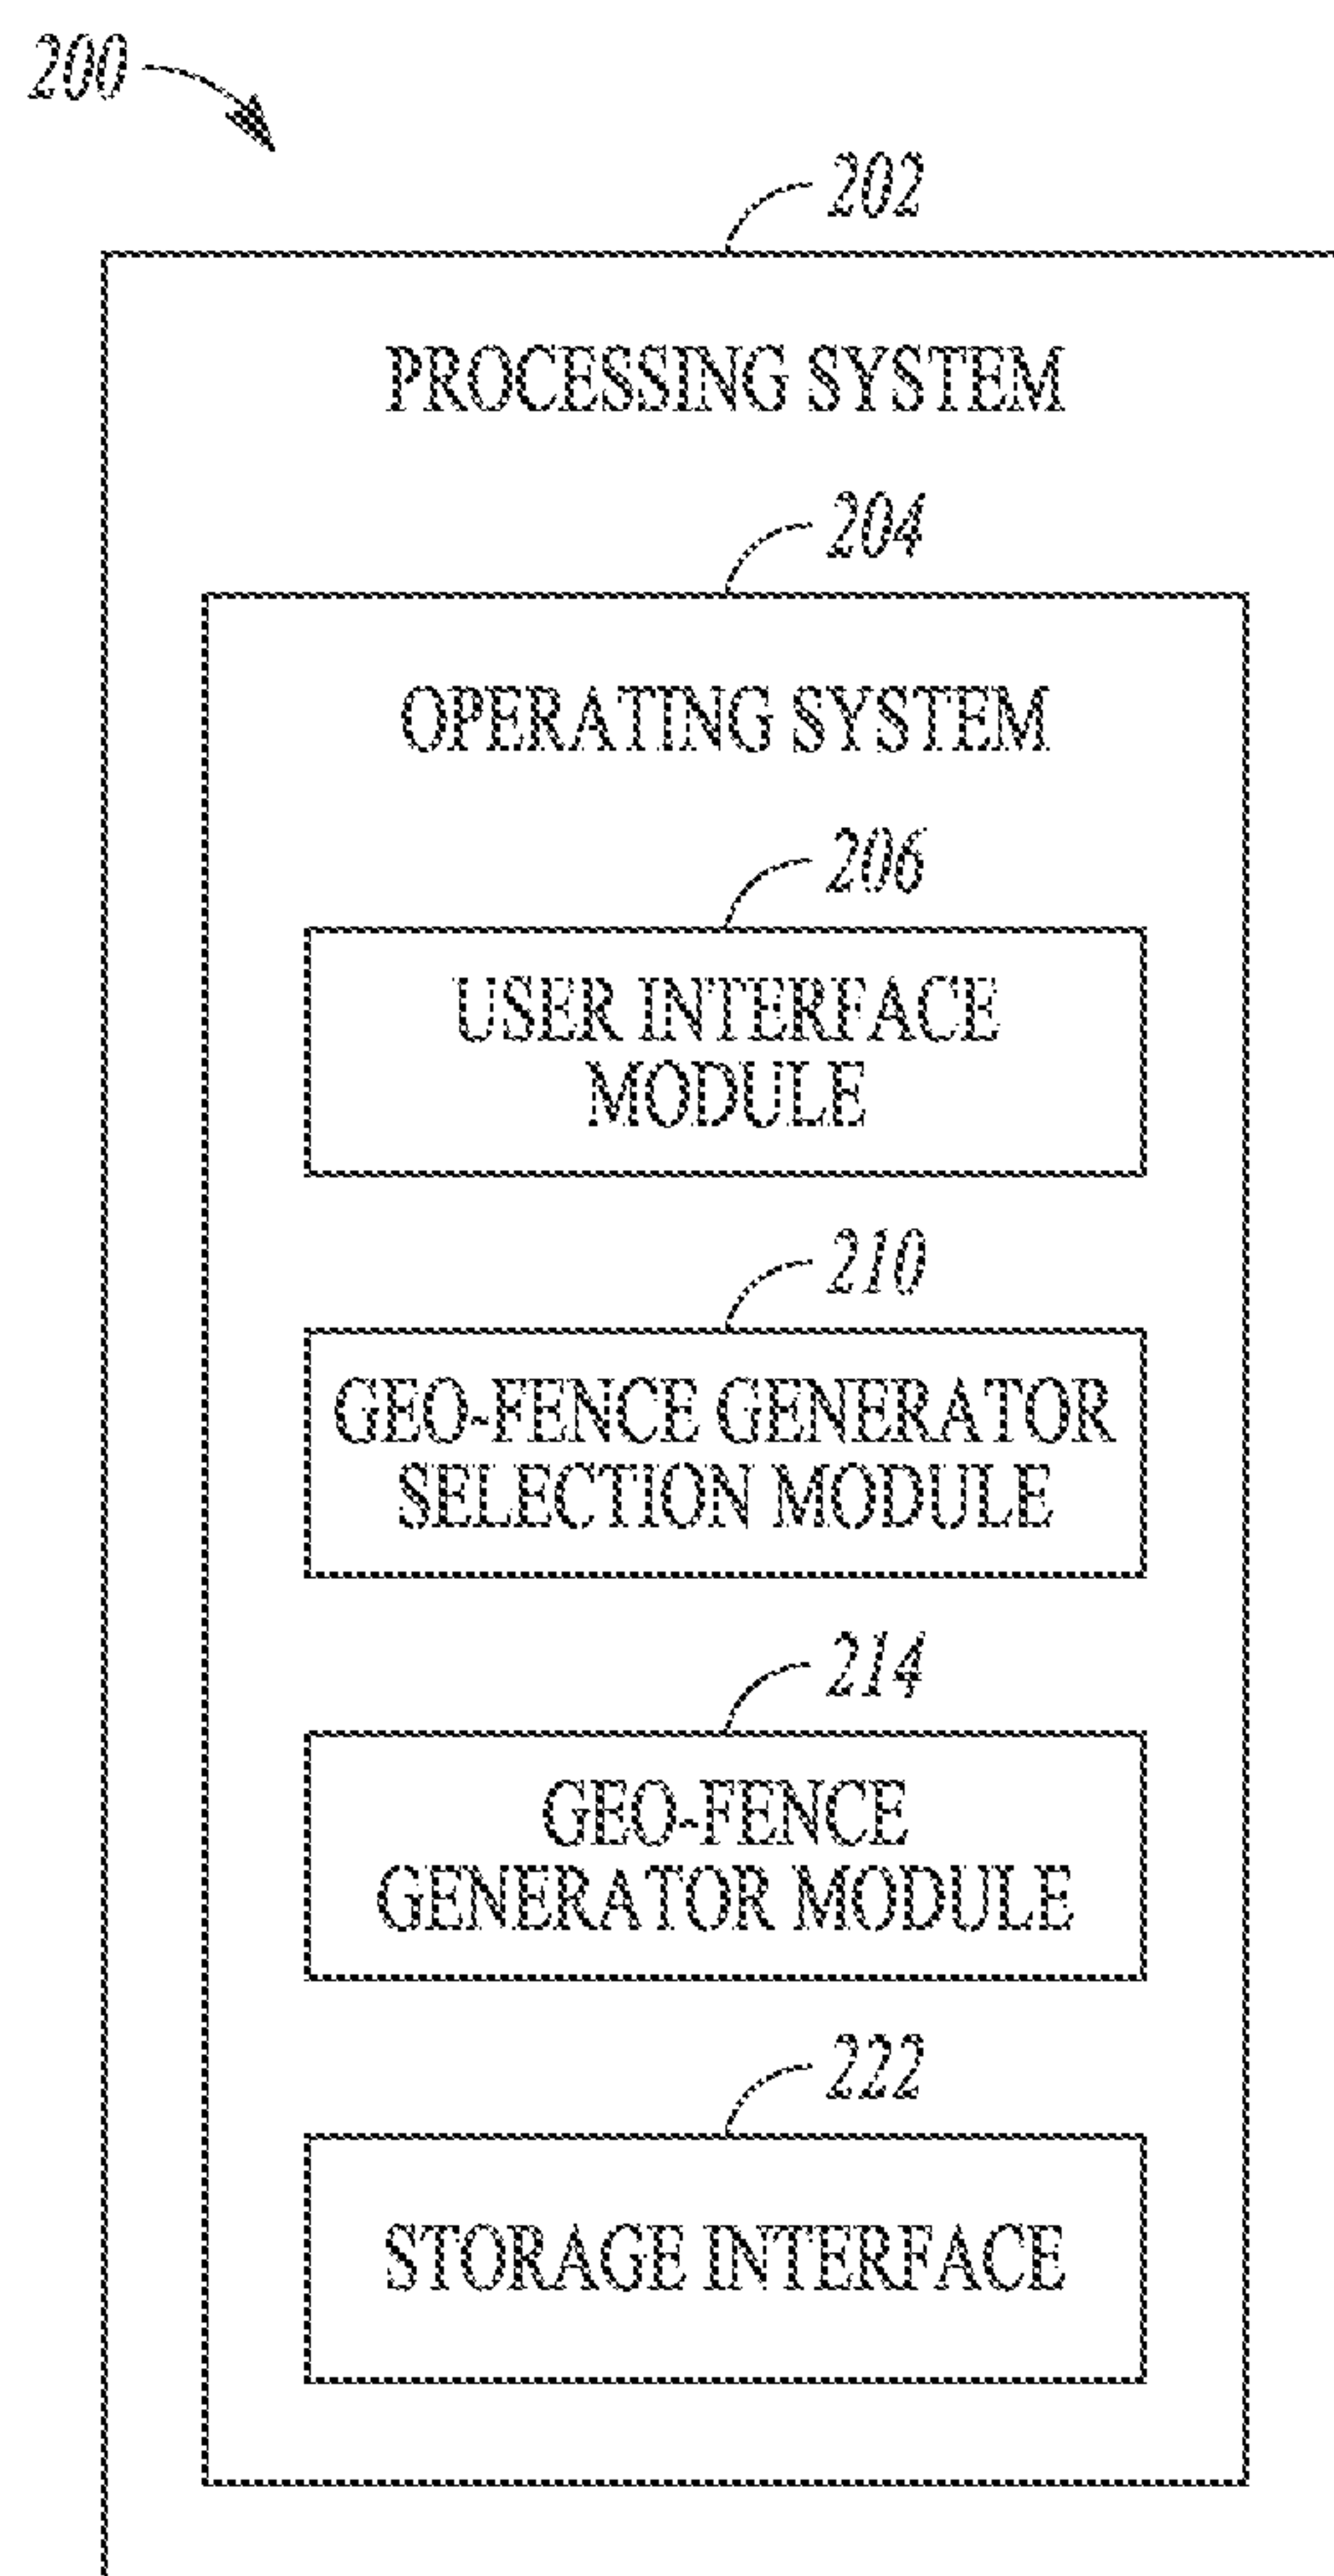 200
202
PROCESSING SYSTEM
204
OPERATING SYSTEM
206
USER INTERFACE
MODULE
210
GEO-FENCE GENERATOR
SELECTION MODULE
214
GEO-FENCE
GENERATOR MODULE
222
STORAGE INTERFACE